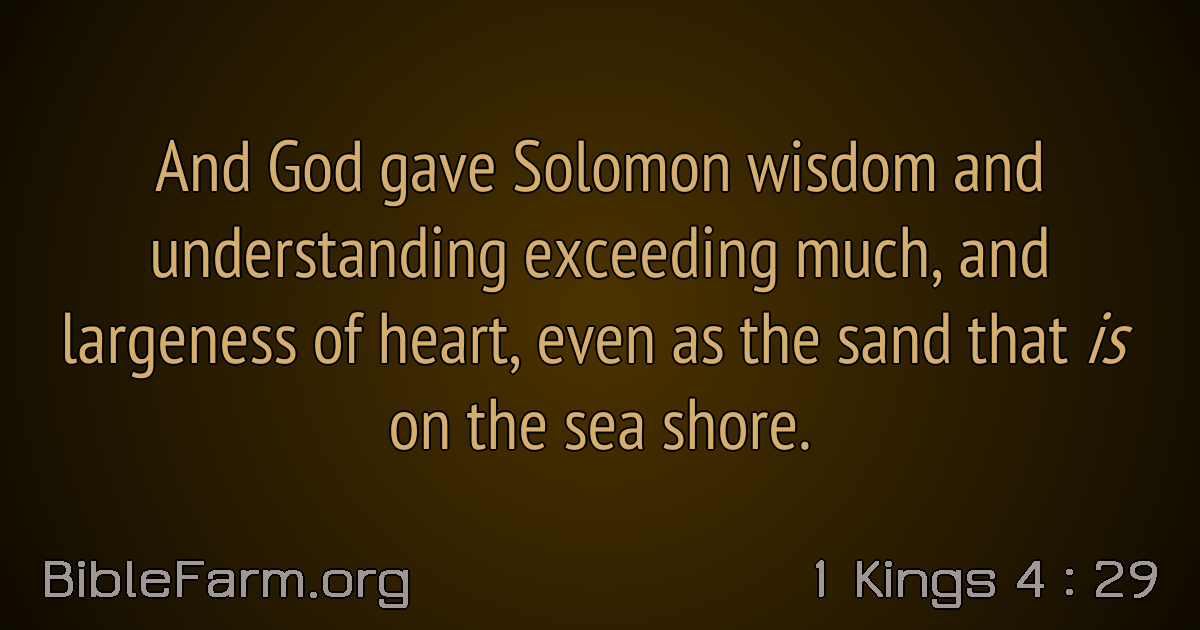 And God gave Solomon wisdom and
understanding exceeding much, and
largeness of heart, even as the sand that is
on the sea shore.
BibleFarm.org
1 Kings 4 : 29